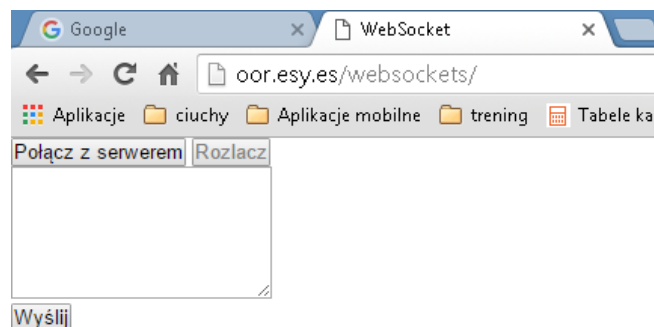 Google WebSocket
oor.esy.es/websockets/
Aplikacje ciuchy Aplikacje mobilne trening Tabele ka
Połącz z serwerem Rozlacz
Wyślij